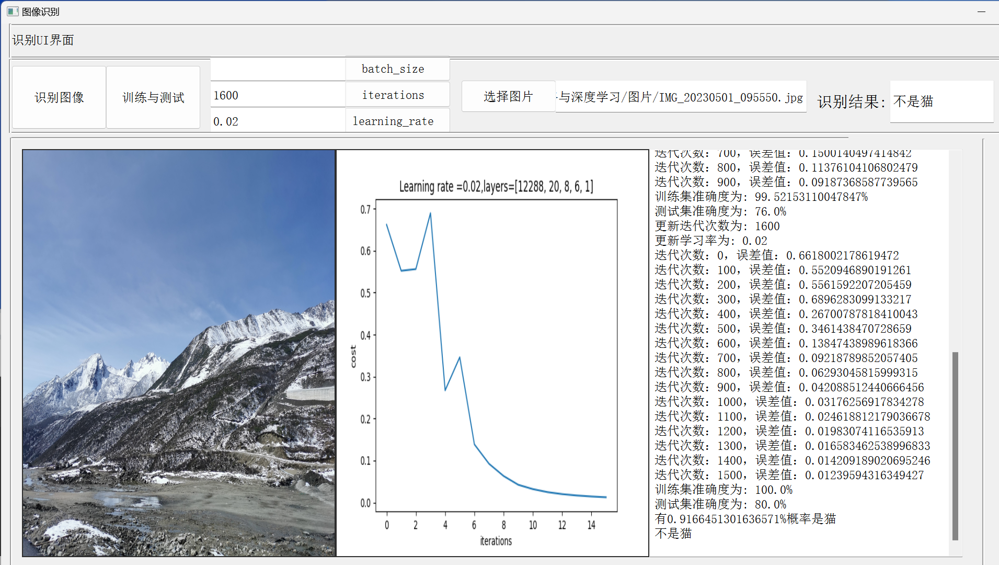 图像识别
识别UI界面
识别图像
训练与测试
batch_size
1600
iterations
0.02
learning_rate
选择图片
与深度学习/图片/IMG_20230501_095550.jpg
识别结果:
不是猫
Learning rate =0.02,layers=[12288, 20, 8, 6, 1]
0.7
0.6
0.5
0.4
0.3
0.2
0.1
0.0
cost
0 2 4 6 8 10 12 14
iterations
迭代次数: 700, 误差值: 0.1500140497414842
迭代次数: 800, 误差值: 0.11376104106802479
迭代次数: 900, 误差值: 0.09187368587739565
训练集准确度为: 99.52153110047847%
测试集准确度为: 76.0%
更新迭代次数为: 1600
更新学习率为: 0.02
迭代次数: 0, 误差值: 0.6618002178619472
迭代次数: 100, 误差值: 0.5520946890191261
迭代次数: 200, 误差值: 0.5561592207205459
迭代次数: 300, 误差值: 0.6896283099133217
迭代次数: 400, 误差值: 0.26700787818410043
迭代次数: 500, 误差值: 0.3461438470728659
迭代次数: 600, 误差值: 0.13847438989618366
迭代次数: 700, 误差值: 0.09218789852057405
迭代次数: 800, 误差值: 0.06293045815999315
迭代次数: 900, 误差值: 0.042088512440666456
迭代次数: 1000, 误差值: 0.03176256917834278
迭代次数: 1100, 误差值: 0.024618812179036678
迭代次数: 1200, 误差值: 0.01983074116535913
迭代次数: 1300, 误差值: 0.016583462538996833
迭代次数: 1400, 误差值: 0.014209189020695246
迭代次数: 1500, 误差值: 0.01239594316349427
训练集准确度为: 100.0%
测试集准确度为: 80.0%
有0.9166451301636571%概率是猫
不是猫